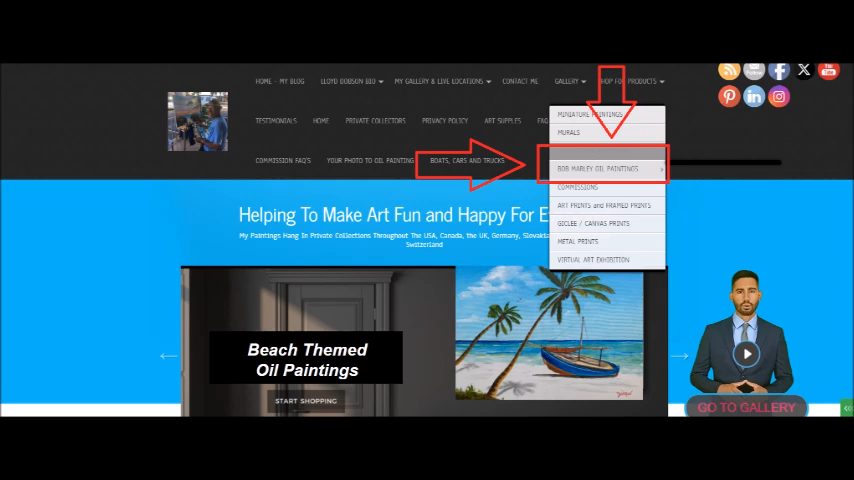 HOME - MY BLOG
LLOYD DOBSON BIO
MY GALLERY & LIVE LOCATIONS
CONTACT ME
GALLERY
SHOP FOR PRODUCTS
TESTIMONIALS
HOME
PRIVATE COLLECTORS
PRIVACY POLICY
ART SUPPLES
FAQ
COMMISSION FAQ'S
YOUR PHOTO TO OIL PAINTING
BOATS, CARS AND TRUCKS
MINIATURE PAINTINGS
MURALS
BOB MARLEY OIL PAINTINGS
COMMISSIONS
ART PRINTS and FRAMED PRINTS
GICLEE / CANVAS PRINTS
METAL PRINTS
VIRTUAL ART EXHIBITION
Follow
You
Tube
Helping To Make Art Fun and Happy For
My Paintings Hang In Private Collections Throughout The USA, Canada, the UK, Germany, Slovakia
Switzerland
Beach Themed
Oil Paintings
START SHOPPING
GO TO GALLERY